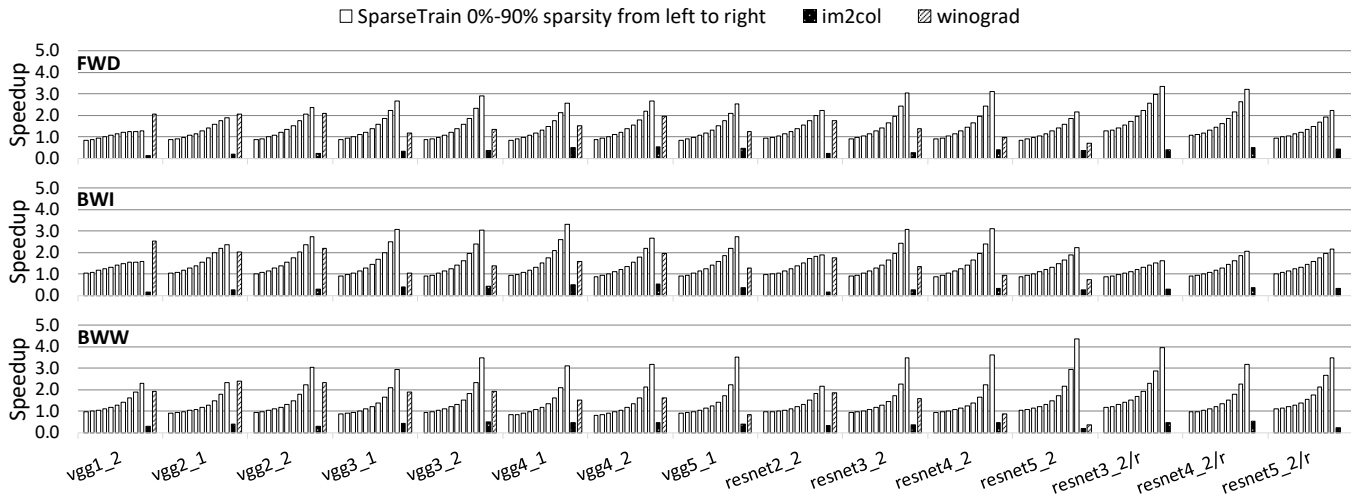 SparseTrain 0%-90% sparsity from left to right im2col winograd
FWD
Speedup
5.0
4.0
3.0
2.0
1.0
0.0
BWI
Speedup
5.0
4.0
3.0
2.0
1.0
0.0
BWW
Speedup
5.0
4.0
3.0
2.0
1.0
0.0
vgg1_2
vgg2_1
vgg2_2
vgg3_1
vgg3_2
vgg4_1
vgg4_2
vgg5_1
resnet2_2
resnet3_2
resnet4_2
resnet5_2
resnet3_2/r
resnet4_2/r
resnet5_2/r